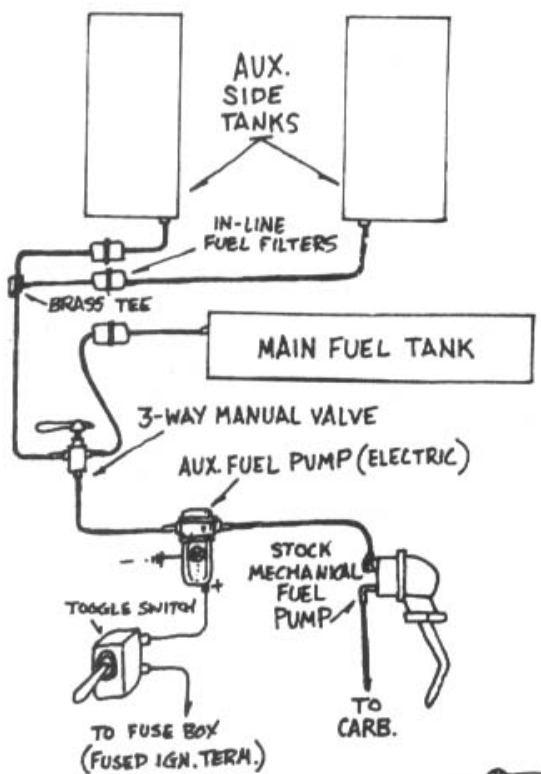 AUX.
SIDE
TANKS
IN-LINE
FUEL FILTERS
BRASS TEE
MAIN FUEL TANK
3-WAY MANUAL VALVE
AUX. FUEL PUMP (ELECTRIC)
STOCK
MECHANICAL
FUEL
PUMP
-
+
TOGGLE SWITCH
TO
CARB.
TO FUSE BOX
(FUSED IGN. TERM.)